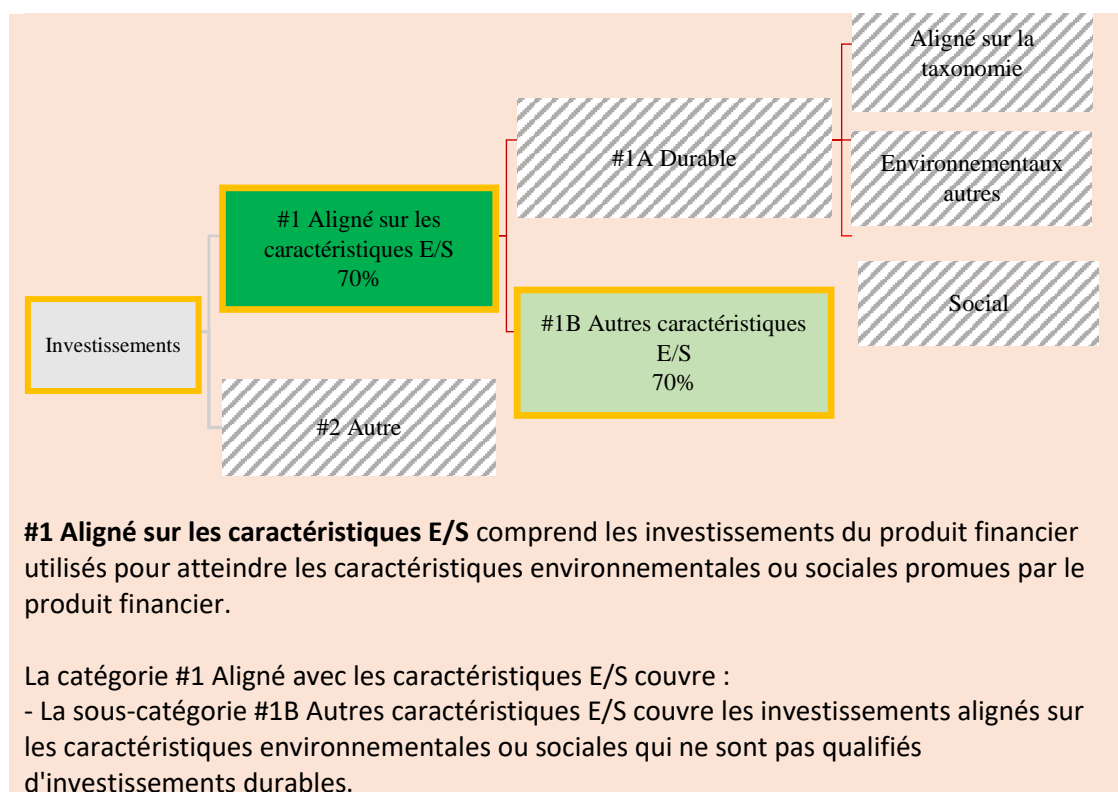 Aligné sur la
taxonomie
#1A Durable
Environnementaux
autres
#1 Aligné sur les
caractéristiques E/S
70%
Social
#1B Autres caractéristiques
E/S
70%
Investissements
#2 Autre
#1 Aligné sur les caractéristiques E/S comprend les investissements du produit financier
utilisés pour atteindre les caractéristiques environnementales ou sociales promues par le
produit financier.
La catégorie #1 Aligné avec les caractéristiques E/S couvre :
- La sous-catégorie #1B Autres caractéristiques E/S couvre les investissements alignés sur
les caractéristiques environnementales ou sociales qui ne sont pas qualifiés
d'investissements durables.